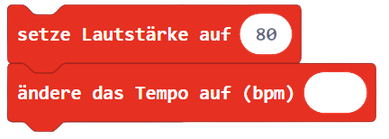 setze Lautstärke auf 80
ändere das Tempo auf (bpm)